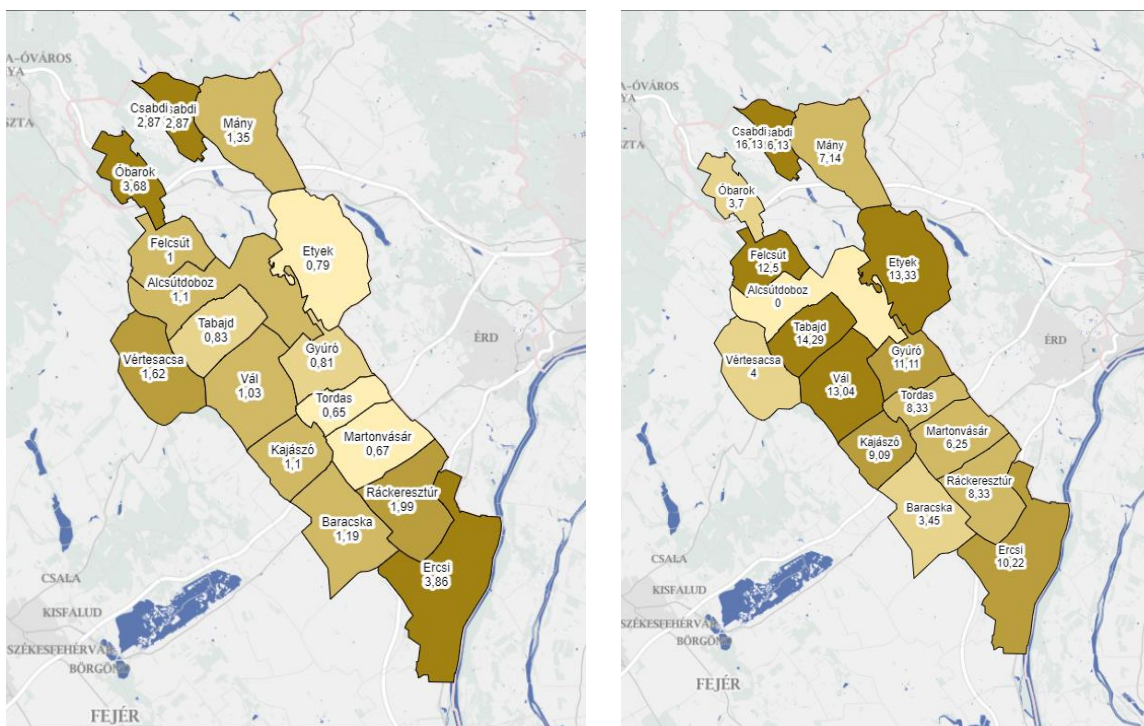 A-ÓVÁROS
YA
SZTA
Csabdi
sabdi
2,87
2,87
Mány
1,35
Óbarok
3,68
Felcsút
1
Etyek
0,79
Alcsútdoboz
1,1
Tabajd
0,83
Gyúró
0,81
ÉRD
Vértesacsa
1,62
Vál
1,03
Tordas
0,65
Martonvásár
0,67
Kajászó
1,1
Ráckeresztúr
1,99
Baracska
1,19
Ercsi
3,86
CSALA
KISFALUD
SZÉKESFEHÉRVÁR
BÖRGÖN
FEJÉR
A-ÓVÁROS
YA
SZTA
Csabdi
sabdi
16,13
6,13
Mány
7,14
Óbarok
3,7
Felcsút
12,5
Etyek
13,33
Alcsútdoboz
0
Tabajd
14,29
Gyúró
11,11
ÉRD
Vértesacsa
4
Vál
13,04
Tordas
8,33
Martonvásár
6,25
Kajászó
9,09
Ráckeresztúr
8,33
Baracska
3,45
Ercsi
10,22
CSALA
KISFALUD
SZÉKESFEHÉRVÁR
BÖRGÖN
FEJÉR